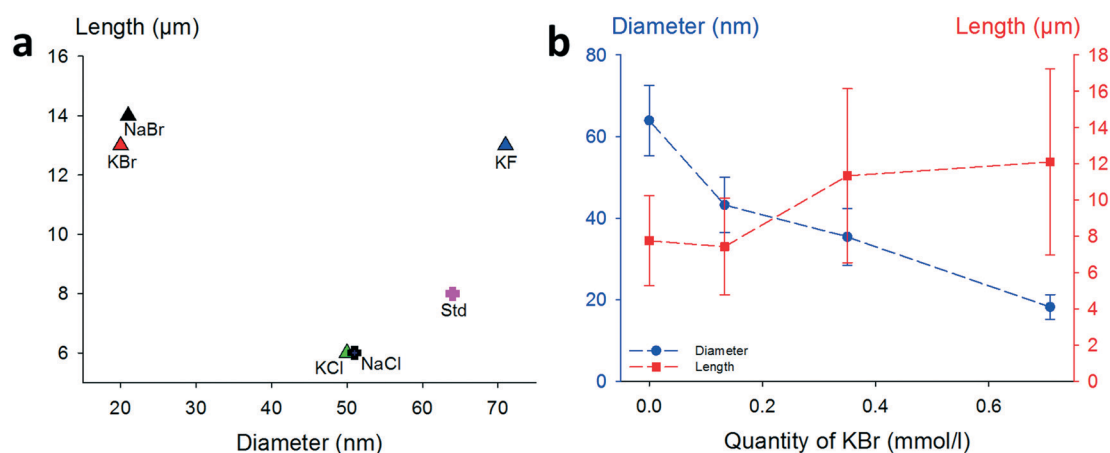 a
Length (µm)
16
14
12
10
8
6
NaBr
KBr
KF
Std
KCl
NaCl
20 30 40 50 60 70
Diameter (nm)
b
Diameter (nm)
Length (µm)
80
60
40
20
0
18
16
14
12
10
8
6
4
2
0
Diameter
Length
0.0 0.2 0.4 0.6
Quantity of KBr (mmol/l)